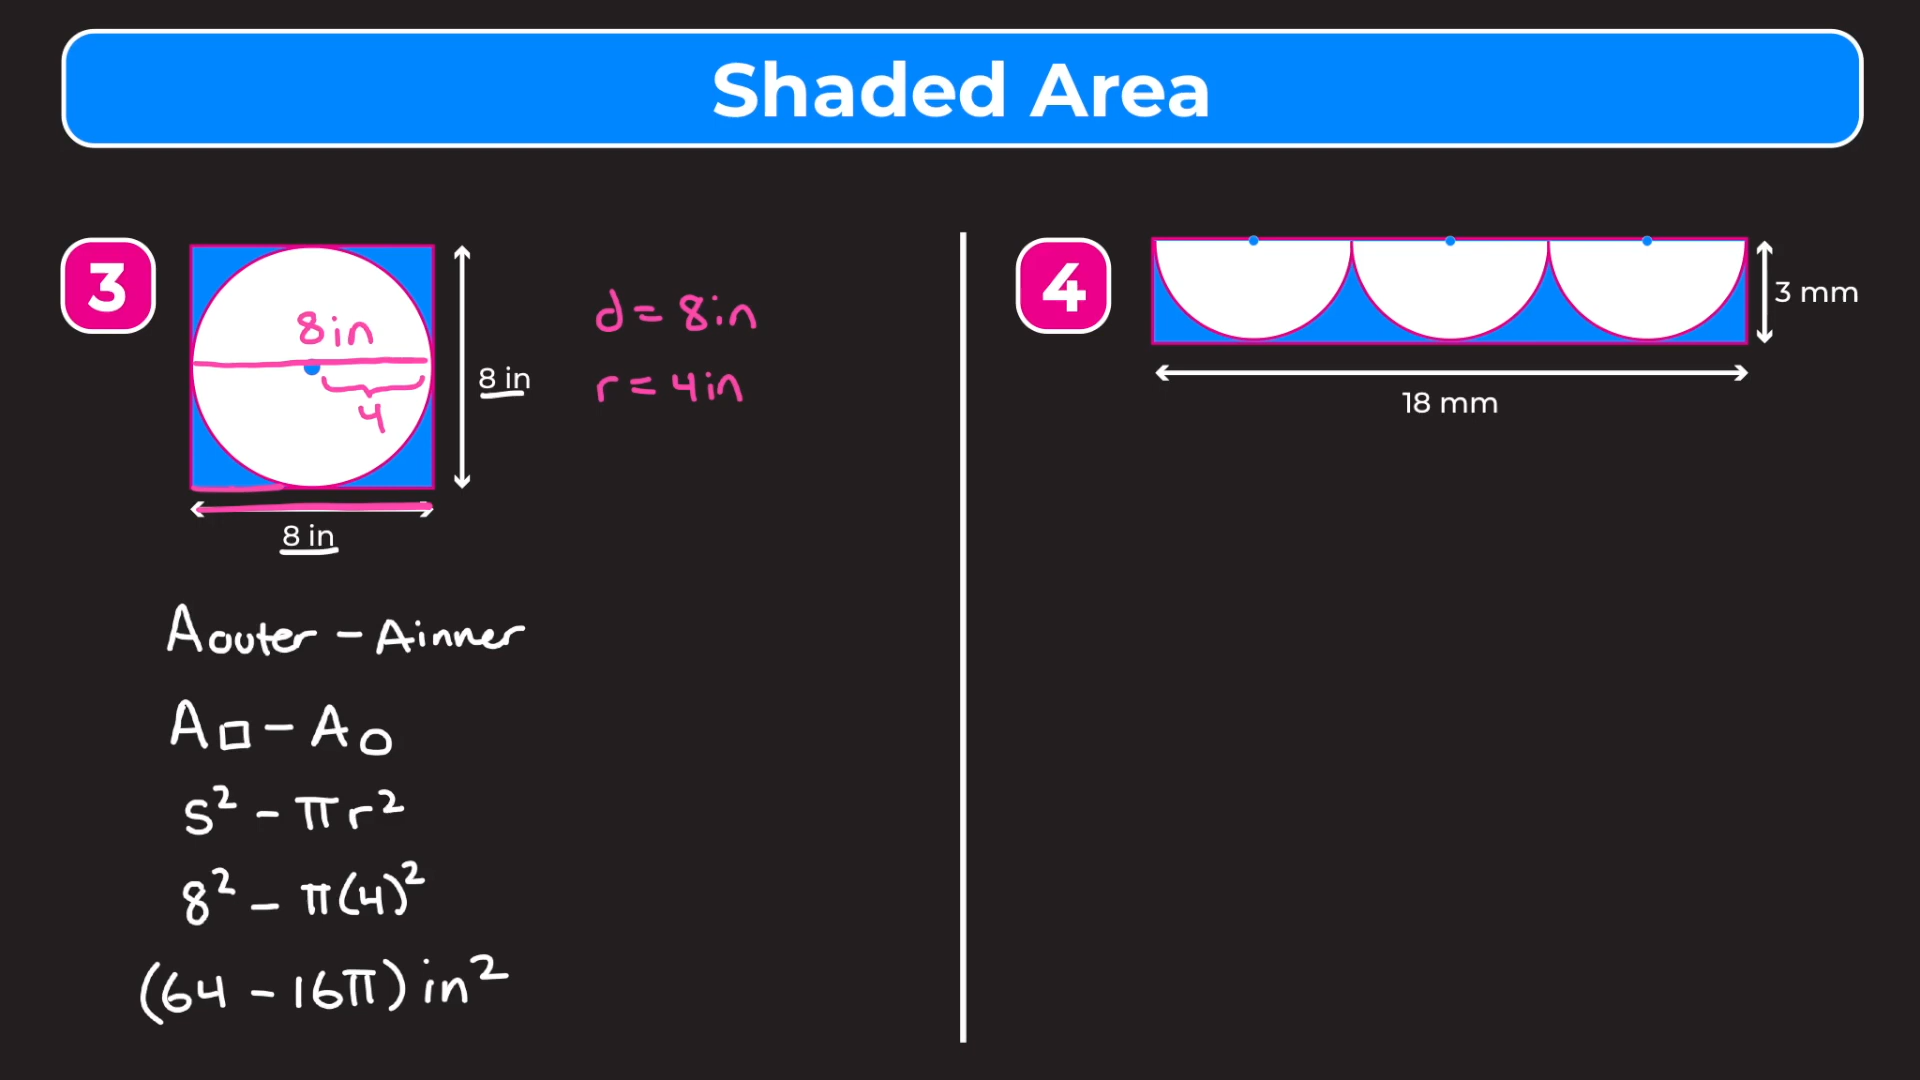 Shaded Area
3
8in
4
8 in
8 in
d = 8in
r = 4in
Aouter - Ainner
A□ - A○
s² - πr²
8² - π(4)²
(64 - 16π) in²
4
3 mm
18 mm